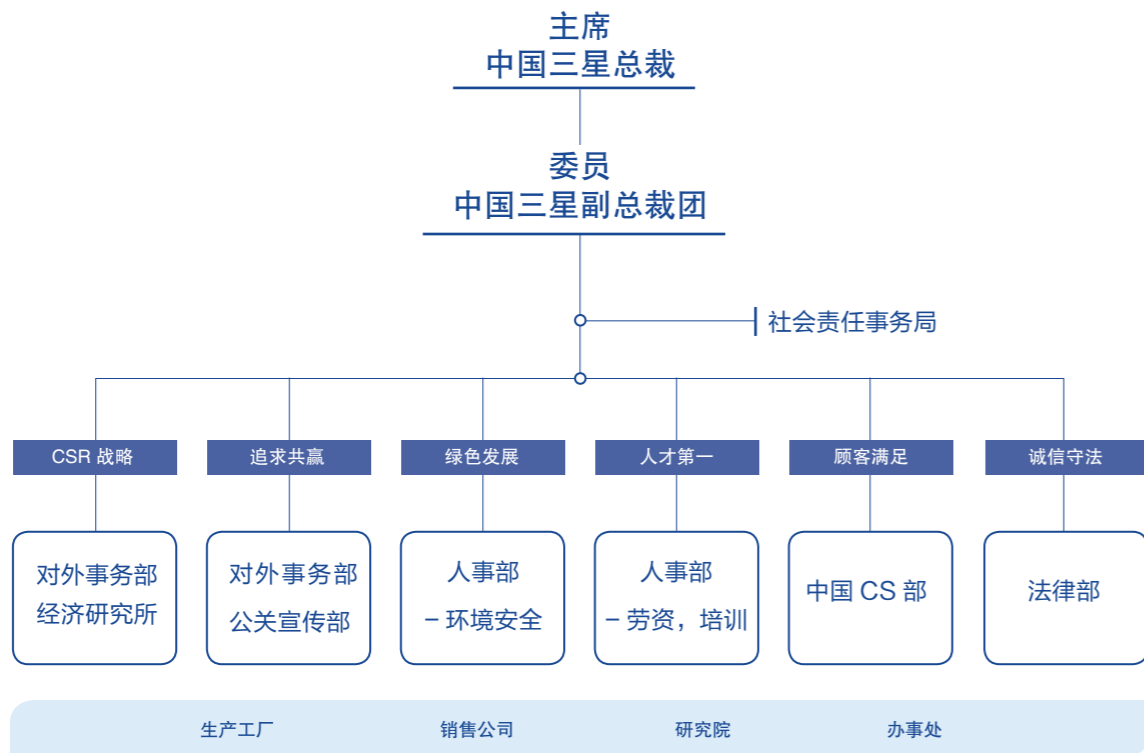 主席
中国三星总裁
委员
中国三星副总裁团
社会责任事务局
CSR 战略
追求共赢
绿色发展
人才第一
顾客满足
诚信守法
对外事务部
经济研究所
对外事务部
公关宣传部
人事部
– 环境安全
人事部
– 劳资，培训
中国 CS 部
法律部
生产工厂
销售公司
研究院
办事处